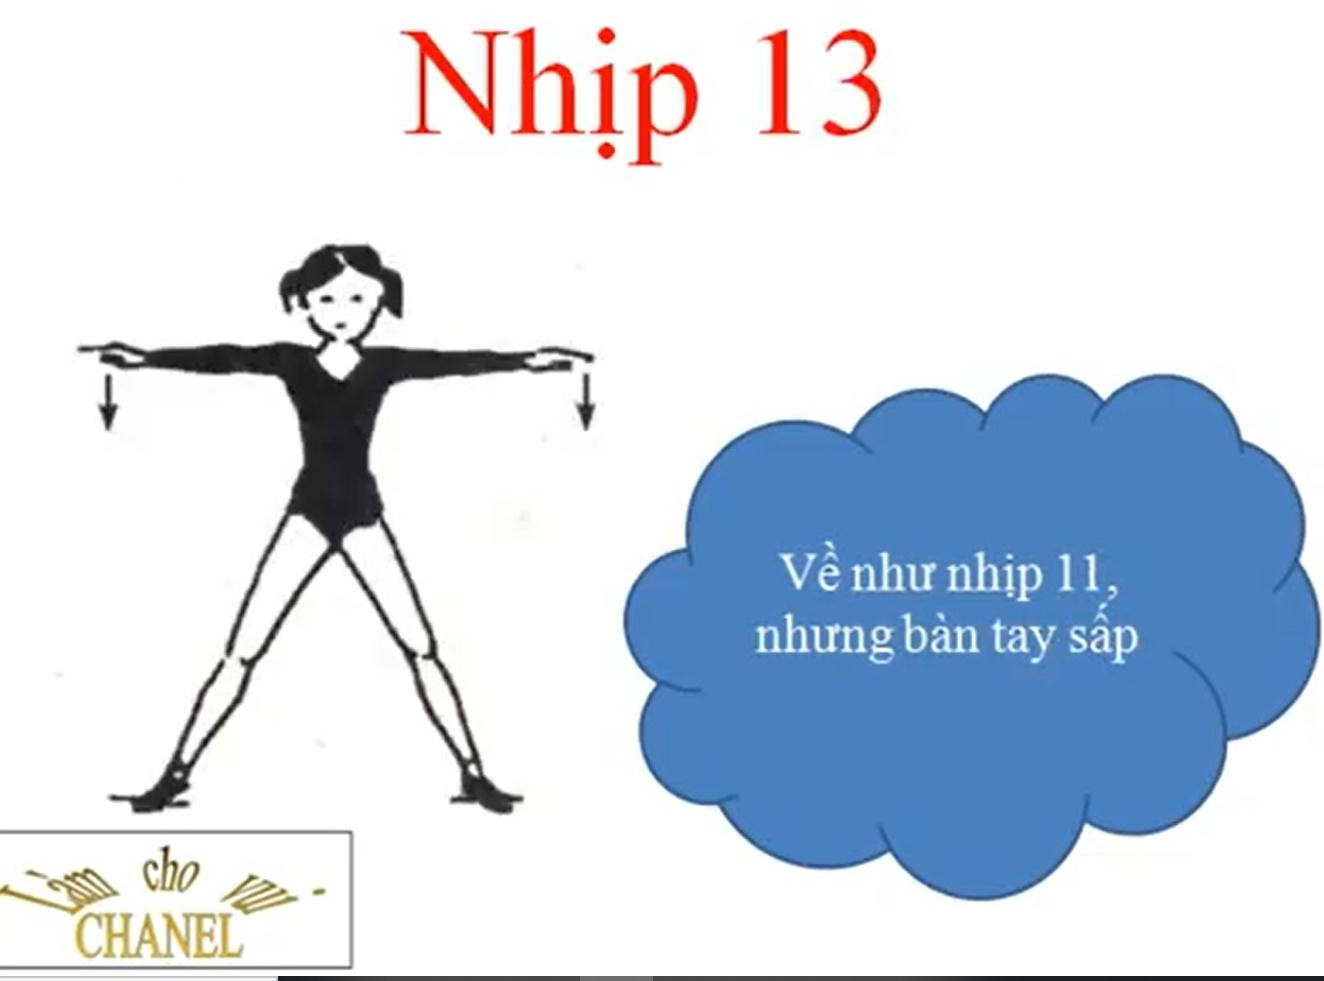 Nhịp 13
Về như nhịp 11,
nhưng bàn tay sấp
Làm cho vui
CHANEL